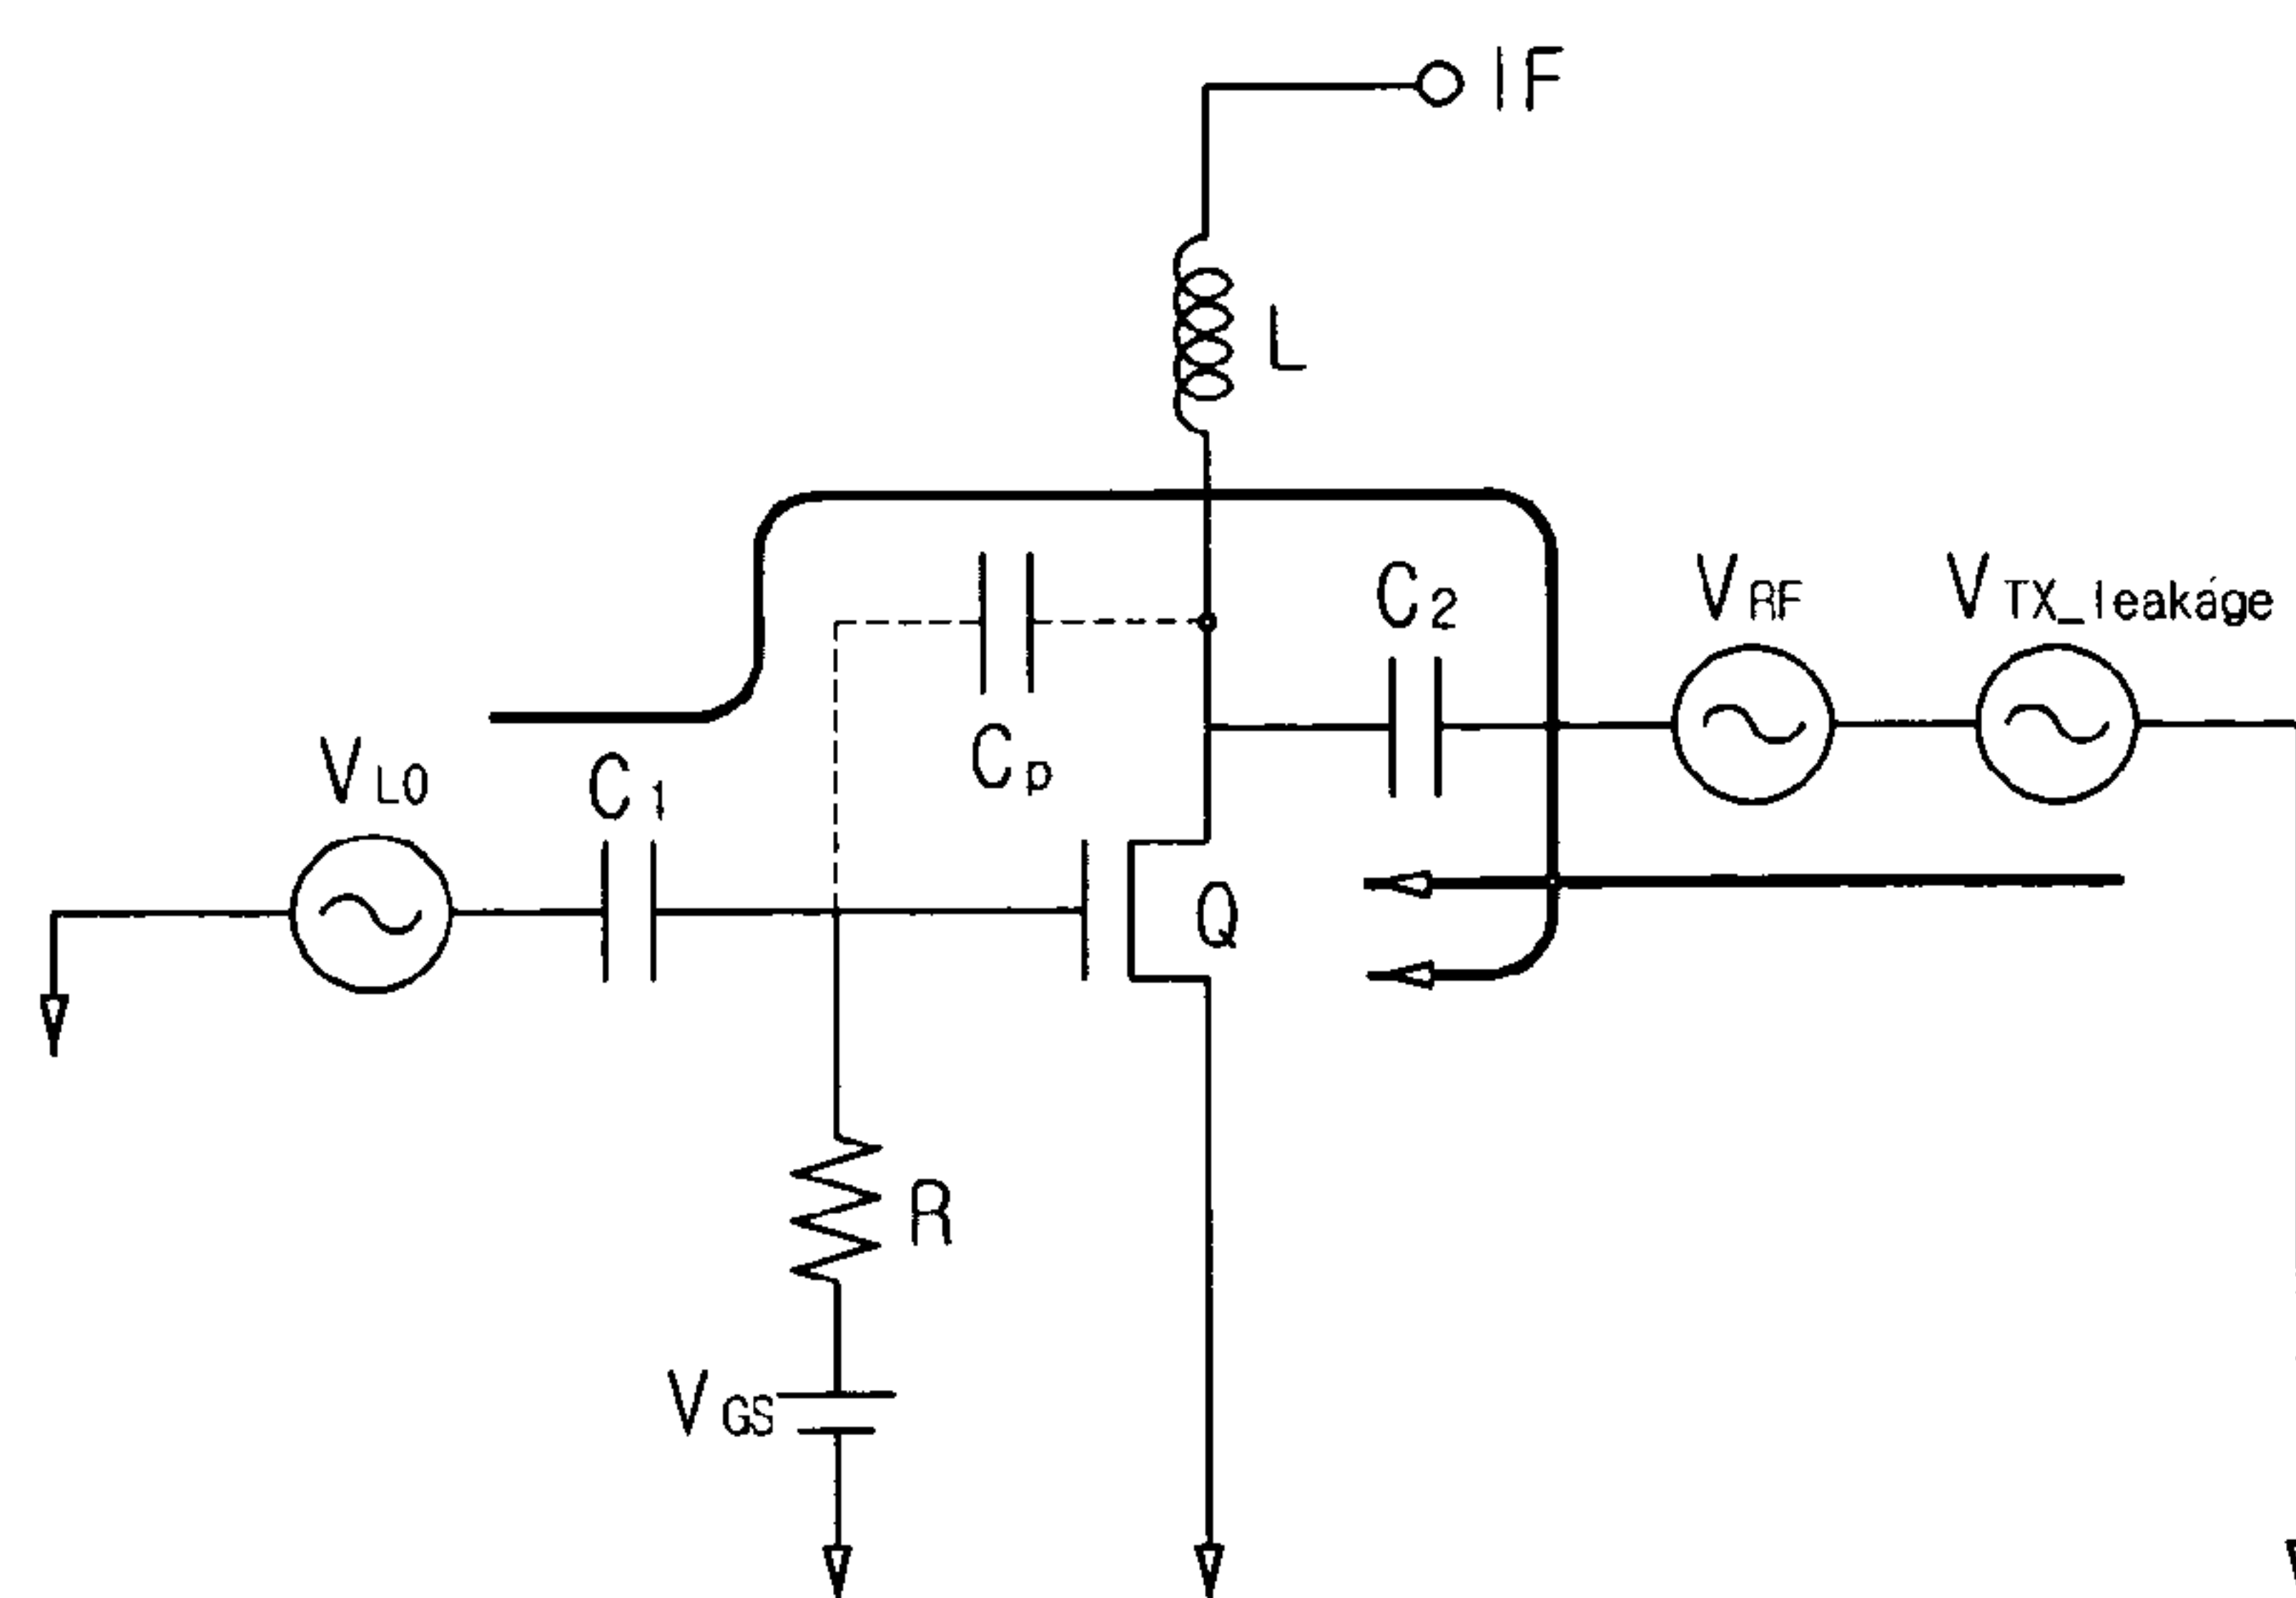 IF
L
C2
VRF
VTX_leakage
Cp
VLO
C1
Q
R
VGS